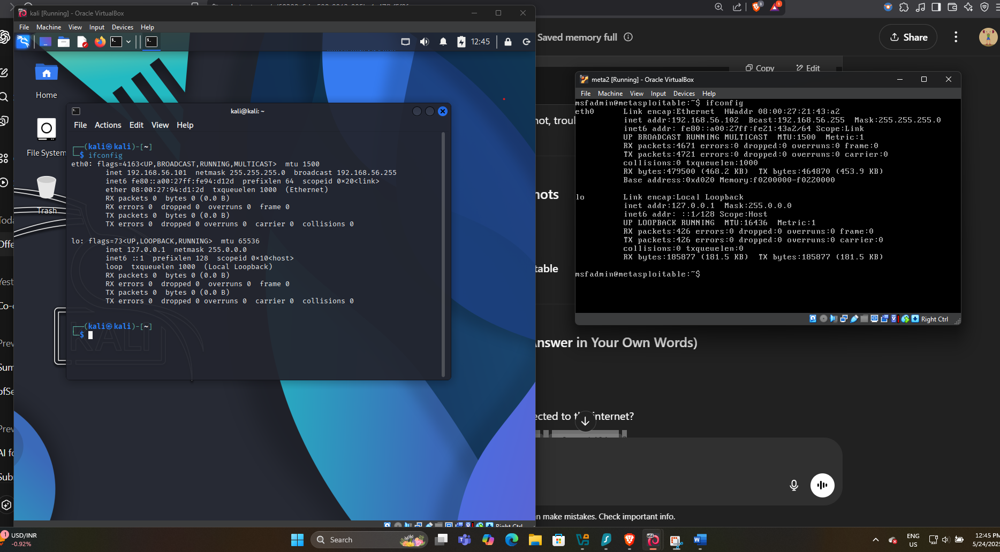 kali [Running] - Oracle VirtualBox
File Machine View Input Devices Help
12:45
Home
File System
Trash
kali@kali: ~
File Actions Edit View Help
┌──(kali㉿kali)-[~]
└─$ ifconfig
eth0: flags=4163<UP,BROADCAST,RUNNING,MULTICAST>  mtu 1500
inet 192.168.56.101  netmask 255.255.255.0  broadcast 192.168.56.255
inet6 fe80::a00:27ff:fe94:d12d  prefixlen 64  scopeid 0×20<link>
ether 08:00:27:94:d1:2d  txqueuelen 1000  (Ethernet)
RX packets 0  bytes 0 (0.0 B)
RX errors 0  dropped 0  overruns 0  frame 0
TX packets 0  bytes 0 (0.0 B)
TX errors 0  dropped 0 overruns 0  carrier 0  collisions 0
lo: flags=73<UP,LOOPBACK,RUNNING>  mtu 65536
inet 127.0.0.1  netmask 255.0.0.0
inet6 ::1  prefixlen 128  scopeid 0×10<host>
loop  txqueuelen 1000  (Local Loopback)
RX packets 0  bytes 0 (0.0 B)
RX errors 0  dropped 0  overruns 0  frame 0
TX packets 0  bytes 0 (0.0 B)
TX errors 0  dropped 0 overruns 0  carrier 0  collisions 0
┌──(kali㉿kali)-[~]
└─$
KALI
Right Ctrl
Saved memory full
Share
Copy Edit
not, trou
meta2 [Running] - Oracle VirtualBox
File Machine View Input Devices Help
msfadmin@metasploitable:~$ ifconfig
eth0 Link encap:Ethernet  HWaddr 08:00:27:21:43:a2
inet addr:192.168.56.102  Bcast:192.168.56.255  Mask:255.255.255.0
inet6 addr: fe80::a00:27ff:fe21:43a2/64 Scope:Link
UP BROADCAST RUNNING MULTICAST  MTU:1500  Metric:1
RX packets:4671 errors:0 dropped:0 overruns:0 frame:0
TX packets:4721 errors:0 dropped:0 overruns:0 carrier:0
collisions:0 txqueuelen:1000
RX bytes:479500 (468.2 KB)  TX bytes:464870 (453.9 KB)
Base address:0xd020 Memory:f0200000-f0220000
lo Link encap:Local Loopback
inet addr:127.0.0.1  Mask:255.0.0.0
inet6 addr: ::1/128 Scope:Host
UP LOOPBACK RUNNING  MTU:16436  Metric:1
RX packets:426 errors:0 dropped:0 overruns:0 frame:0
TX packets:426 errors:0 dropped:0 overruns:0 carrier:0
collisions:0 txqueuelen:0
RX bytes:185877 (181.5 KB)  TX bytes:185877 (181.5 KB)
msfadmin@metasploitable:~$
Right Ctrl
hots
table
Answer in Your Own Words)
ected to the internet?
n make mistakes. Check important info.
Toda
Offe
Yest
Co-
Prev
Sum
ofSe
Prev
AI fo
Sub
1
USD/INR
-0.92%
Search
ENG
US
12:45 PM
5/24/202